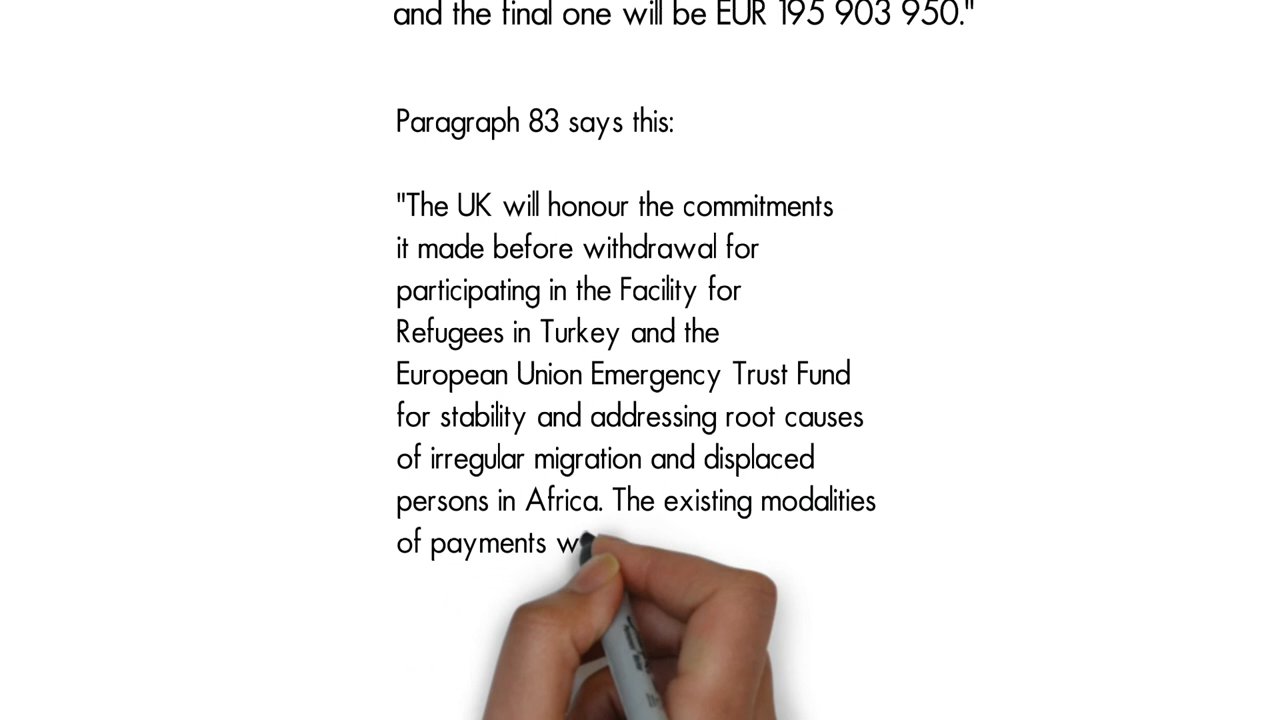 and the final one will be EUR 195 903 950."
Paragraph 83 says this:
"The UK will honour the commitments
it made before withdrawal for
participating in the Facility for
Refugees in Turkey and the
European Union Emergency Trust Fund
for stability and addressing root causes
of irregular migration and displaced
persons in Africa. The existing modalities
of payments w